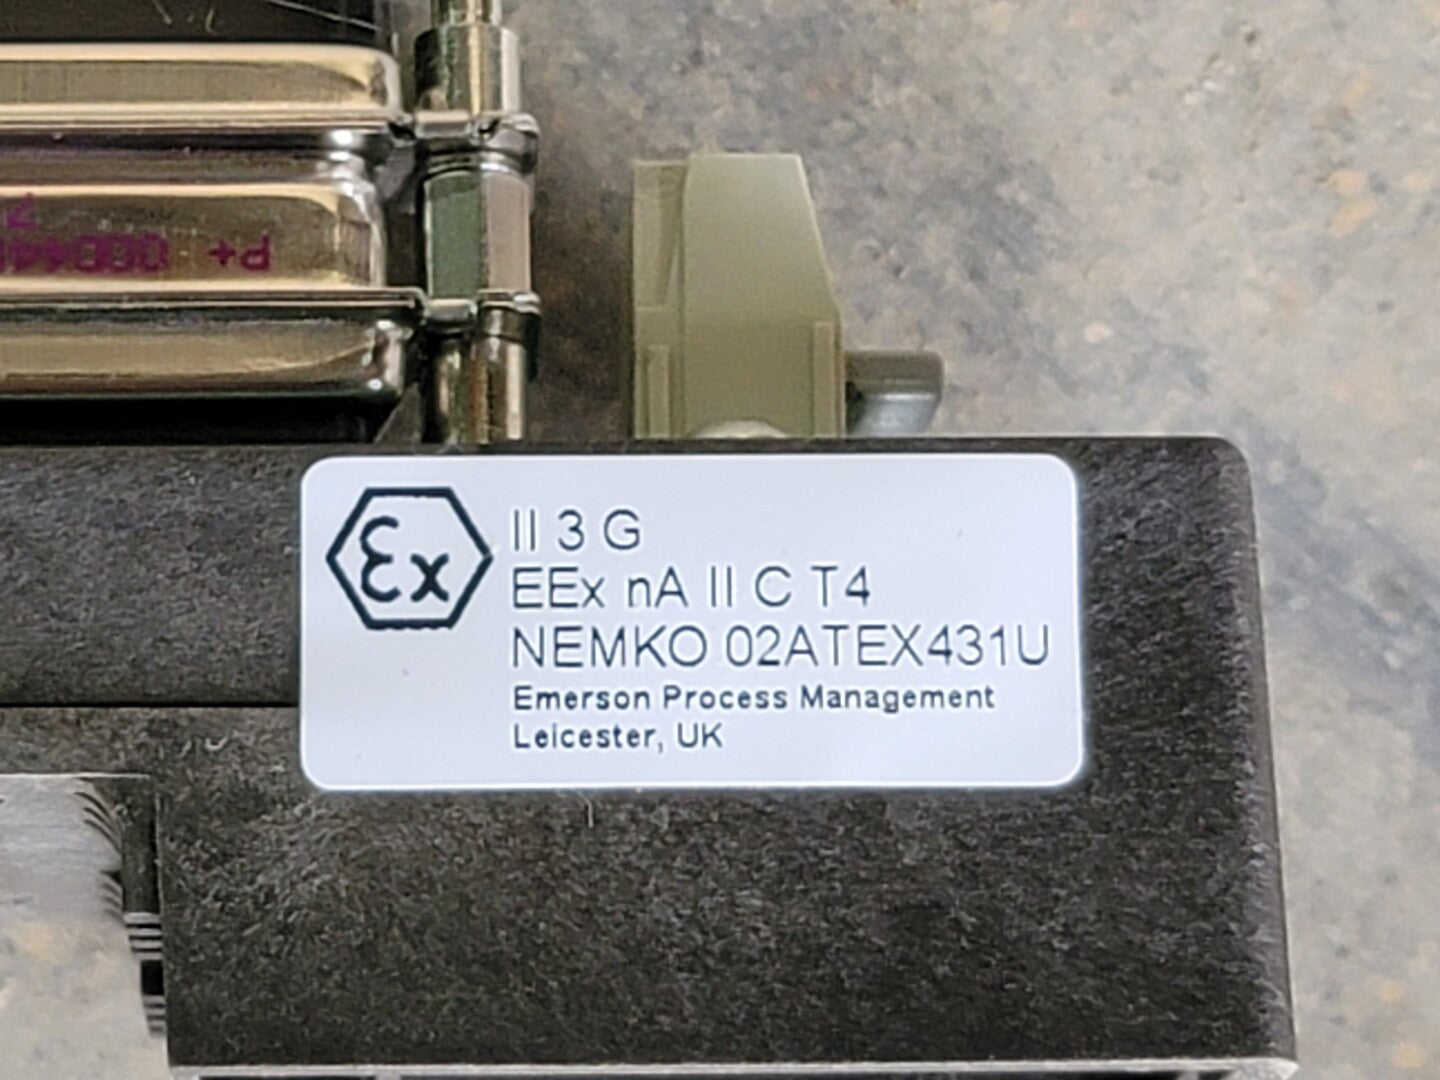 P+ 
Ex
II 3 G
EEx nA II C T4
NEMKO 02ATEX431U
Emerson Process Management
Leicester, UK